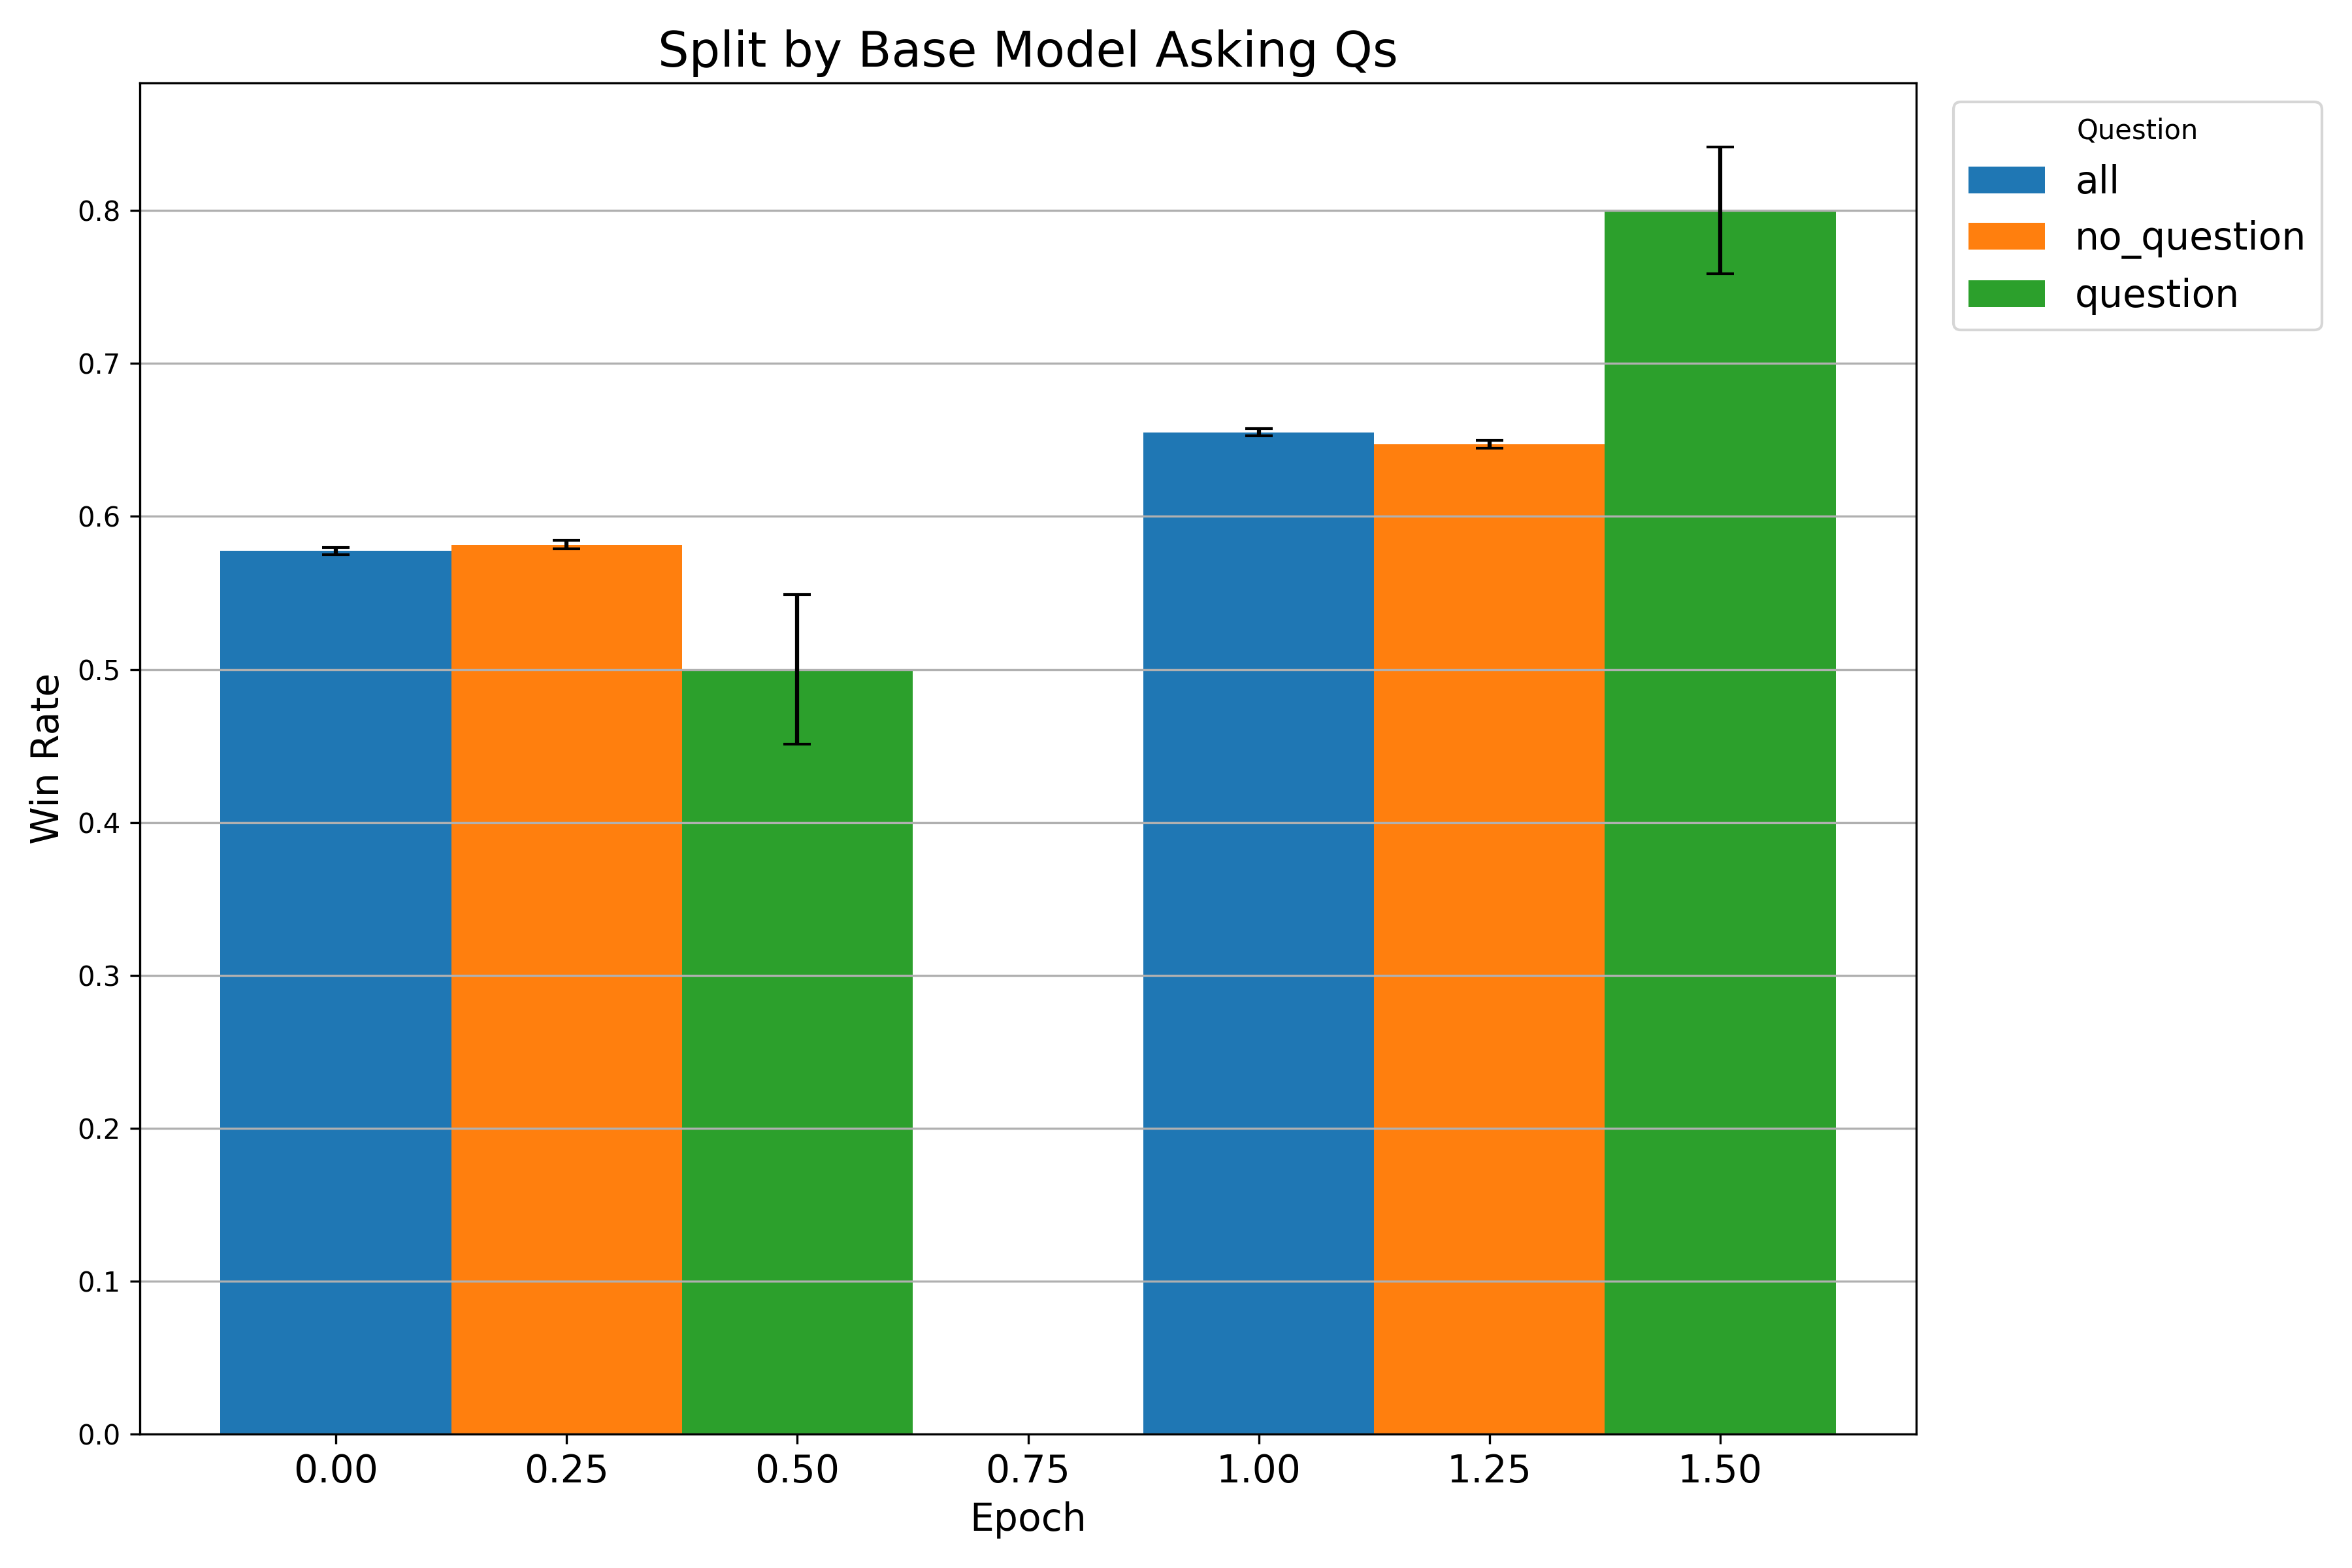 Split by Base Model Asking Qs
Question
all
no_question
question
Win Rate
0.8
0.7
0.6
0.5
0.4
0.3
0.2
0.1
0.0
0.00 0.25 0.50 0.75 1.00 1.25 1.50
Epoch